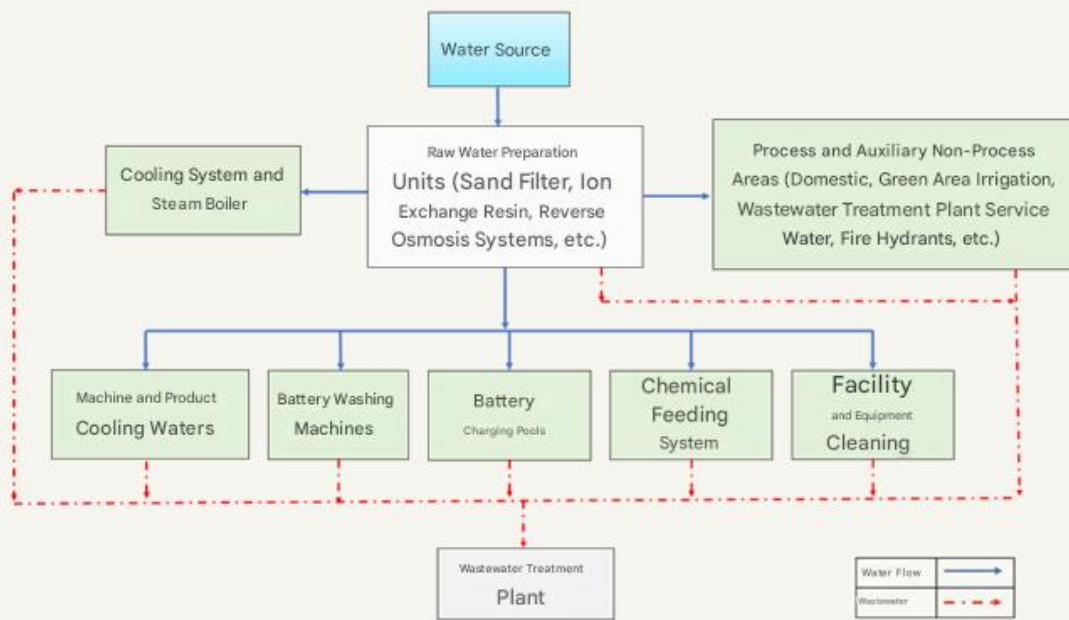 Water Source
Raw Water Preparation
Units (Sand Filter, Ion
Exchange Resin, Reverse
Osmosis Systems, etc.)
Cooling System and
Steam Boiler
Process and Auxiliary Non-Process
Areas (Domestic, Green Area Irrigation,
Wastewater Treatment Plant Service
Water, Fire Hydrants, etc.)
Machine and Product
Cooling Waters
Battery Washing
Machines
Battery
Charging Pools
Chemical
Feeding
System
Facility
and Equipment
Cleaning
Wastewater Treatment
Plant
Water Flow
Wastewater